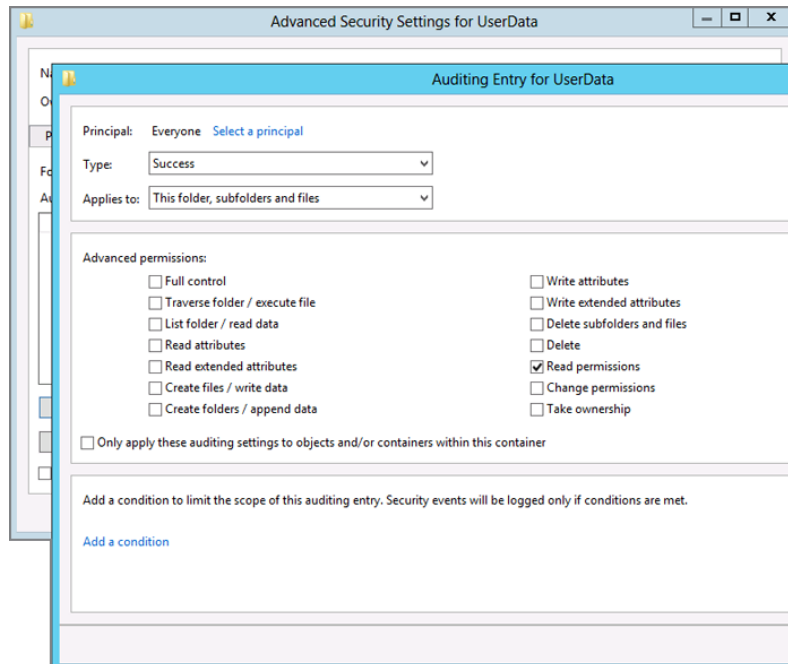 Advanced Security Settings for UserData
Auditing Entry for UserData
Principal: Everyone Select a principal
Type: Success
Applies to: This folder, subfolders and files
Advanced permissions:
Full control Write attributes
Traverse folder / execute file Write extended attributes
List folder / read data Delete subfolders and files
Read attributes Delete
Read extended attributes Read permissions
Create files / write data Change permissions
Create folders / append data Take ownership
Only apply these auditing settings to objects and/or containers within this container
Add a condition to limit the scope of this auditing entry. Security events will be logged only if conditions are met.
Add a condition